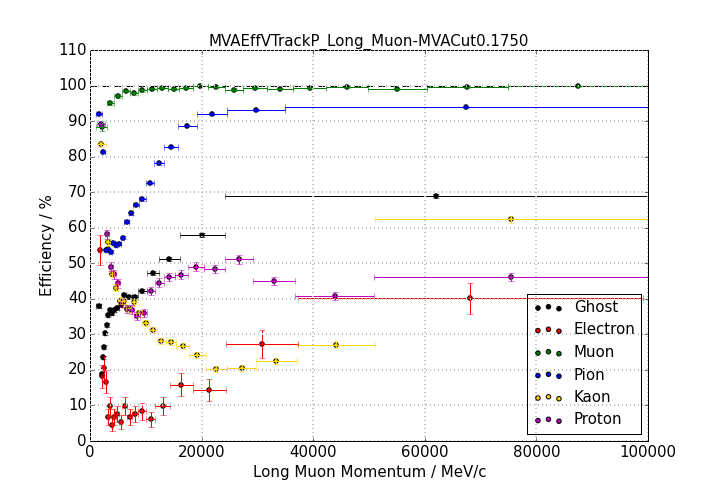 MVAEffVTrackP_Long_Muon-MVACut0.1750
110
100
90
80
70
60
50
40
30
20
10
0
Efficiency / %
Ghost
Electron
Muon
Pion
Kaon
Proton
0 20000 40000 60000 80000 100000
Long Muon Momentum / MeV/c